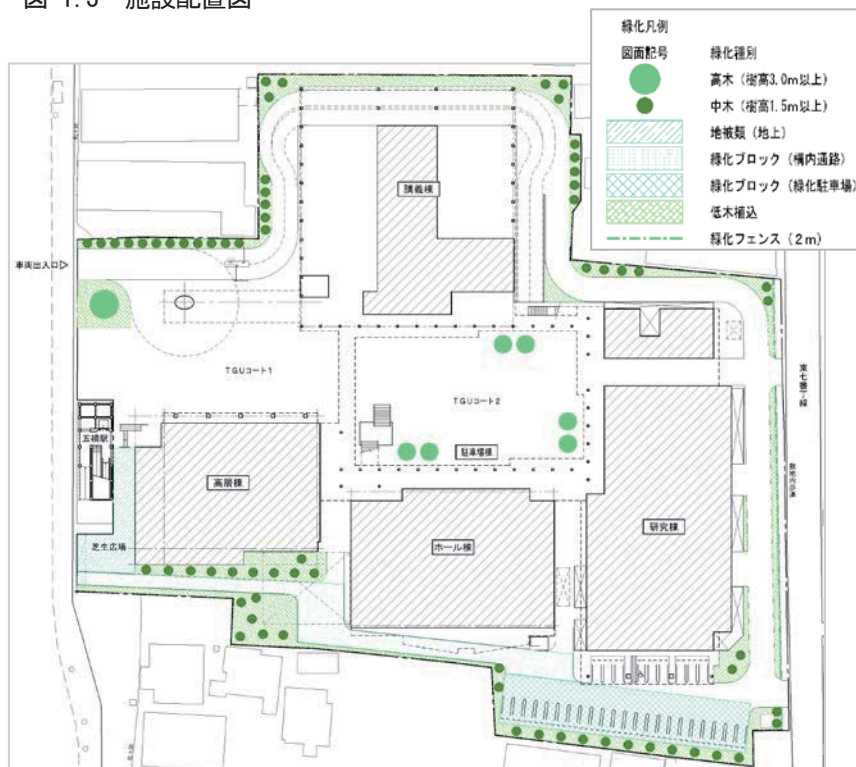 図 1.3 施設配置図
緑化凡例
図面記号 緑化種別
高木（樹高3.0m以上）
中木（樹高1.5m以上）
地被類（地上）
緑化ブロック（構内通路）
緑化ブロック（緑化駐車場）
低木植込
緑化フェンス（2m）
講義棟
車両出入口
TGUコート1
TGUコート2
五橋駅
駐車場棟
高層棟
ホール棟
研究棟
芝生広場
東七番丁線
敷地内歩道